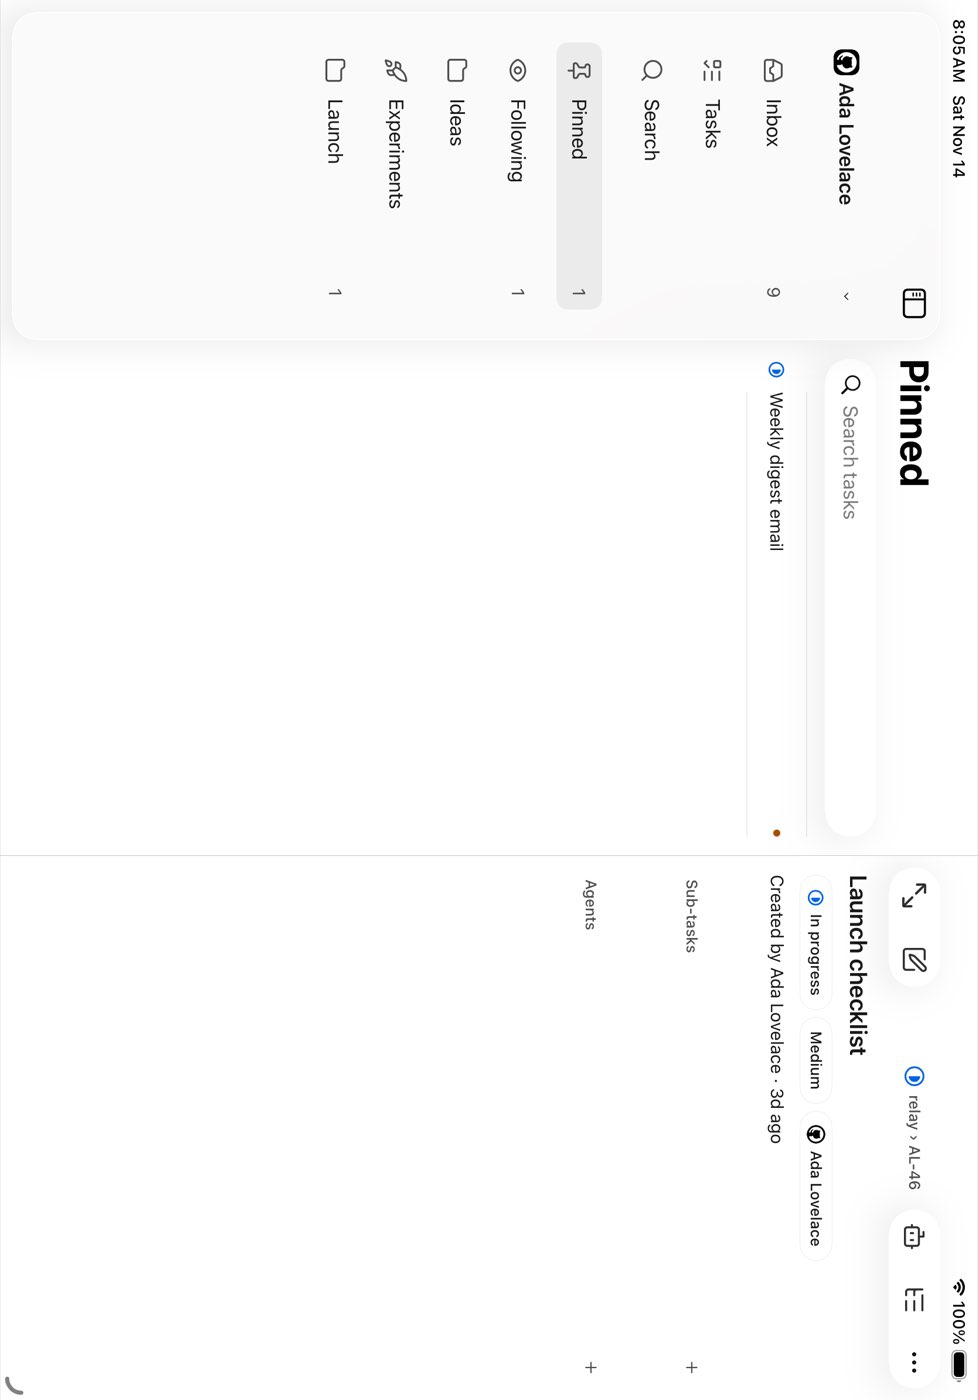 8:05 AM Sat Nov 14
100%
Ada Lovelace
Inbox 9
Tasks
Search
Pinned 1
Following 1
Ideas
Experiments
Launch 1
Pinned
Search tasks
Weekly digest email
relay › AL-46
Launch checklist
In progress Medium Ada Lovelace
Created by Ada Lovelace · 3d ago
Sub-tasks
Agents